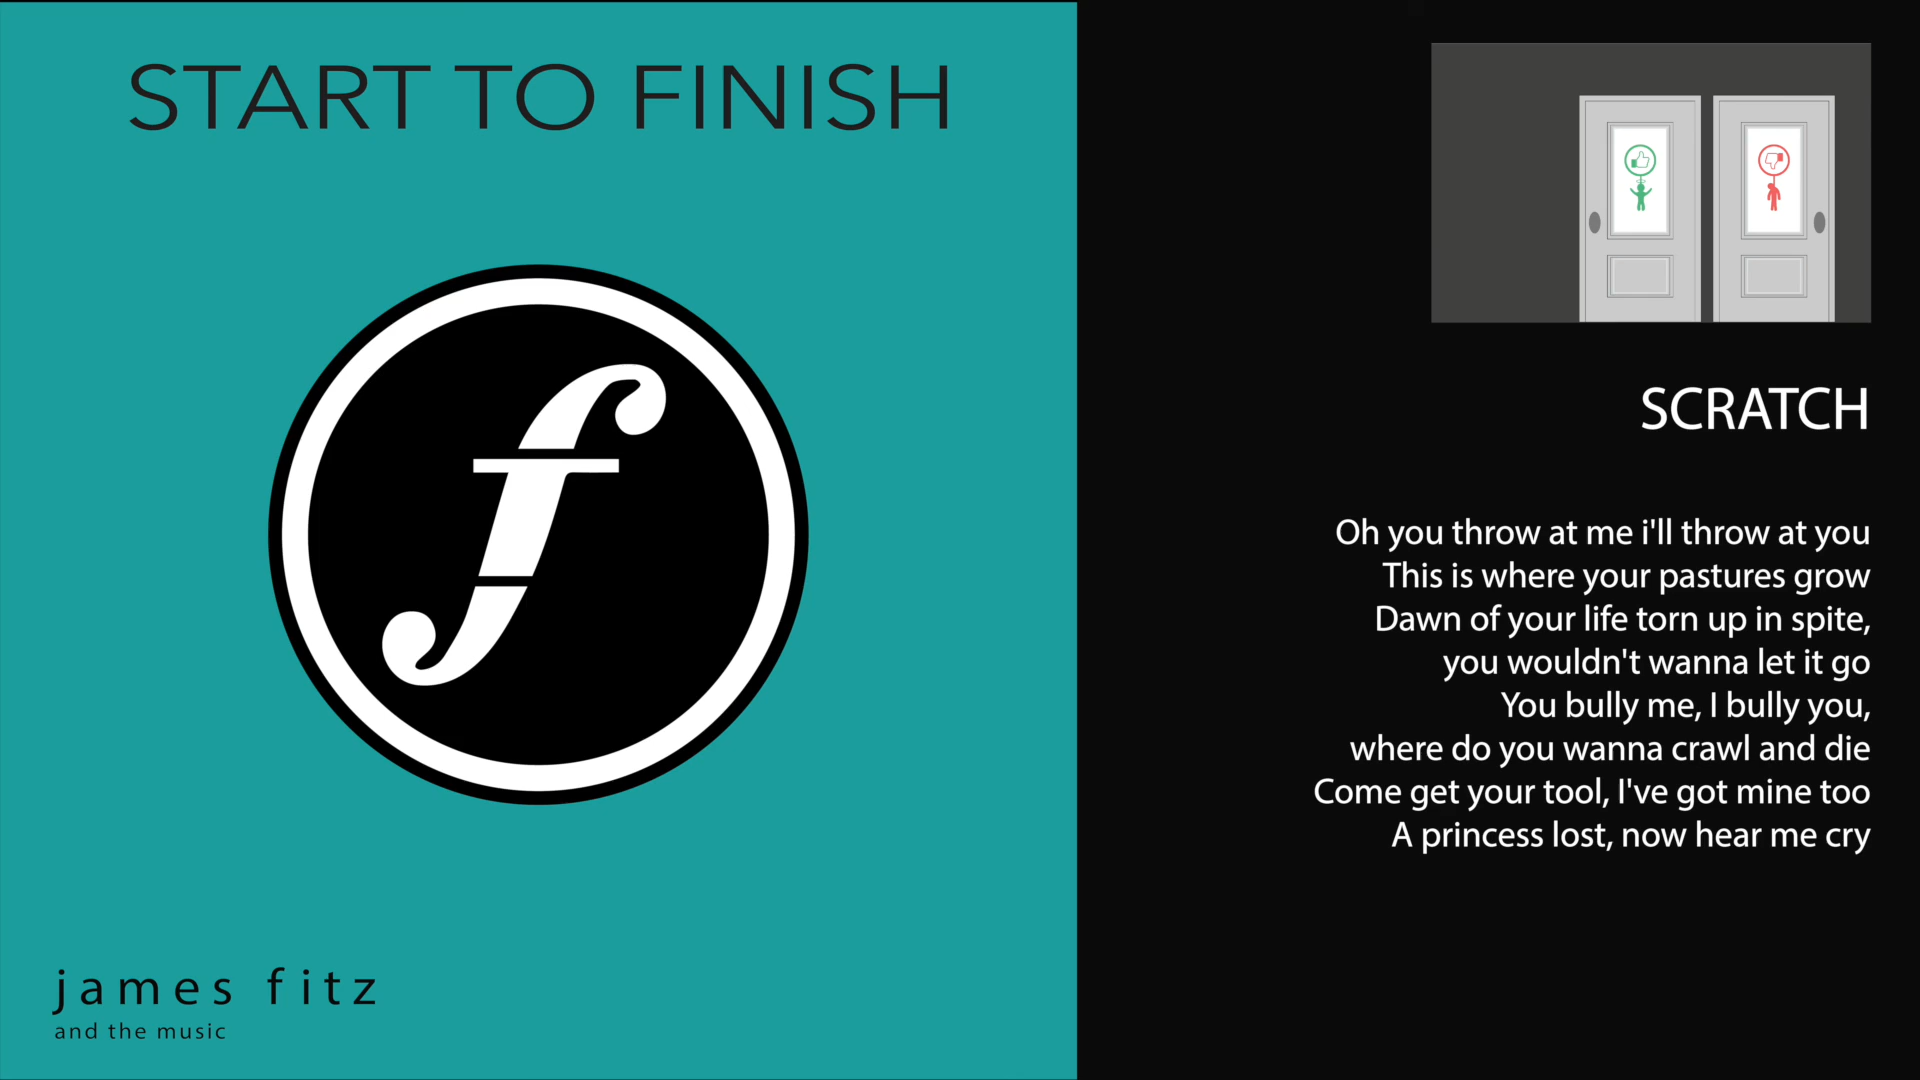 START TO FINISH
f
james fitz
and the music
SCRATCH
Oh you throw at me i'll throw at you
This is where your pastures grow
Dawn of your life torn up in spite,
you wouldn't wanna let it go
You bully me, I bully you,
where do you wanna crawl and die
Come get your tool, I've got mine too
A princess lost, now hear me cry